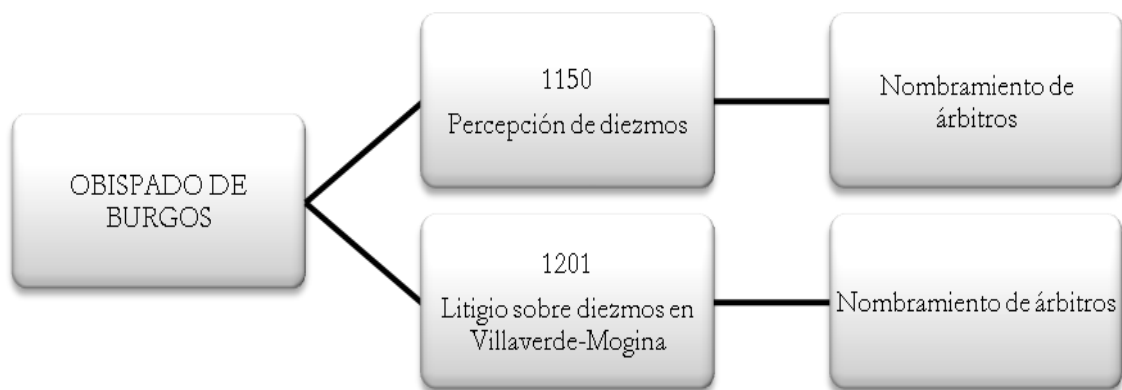 OBISPADO DE
BURGOS
1150
Percepción de diezmos
Nombramiento de
árbitros
1201
Litigio sobre diezmos en
Villaverde-Mogina
Nombramiento de árbitros